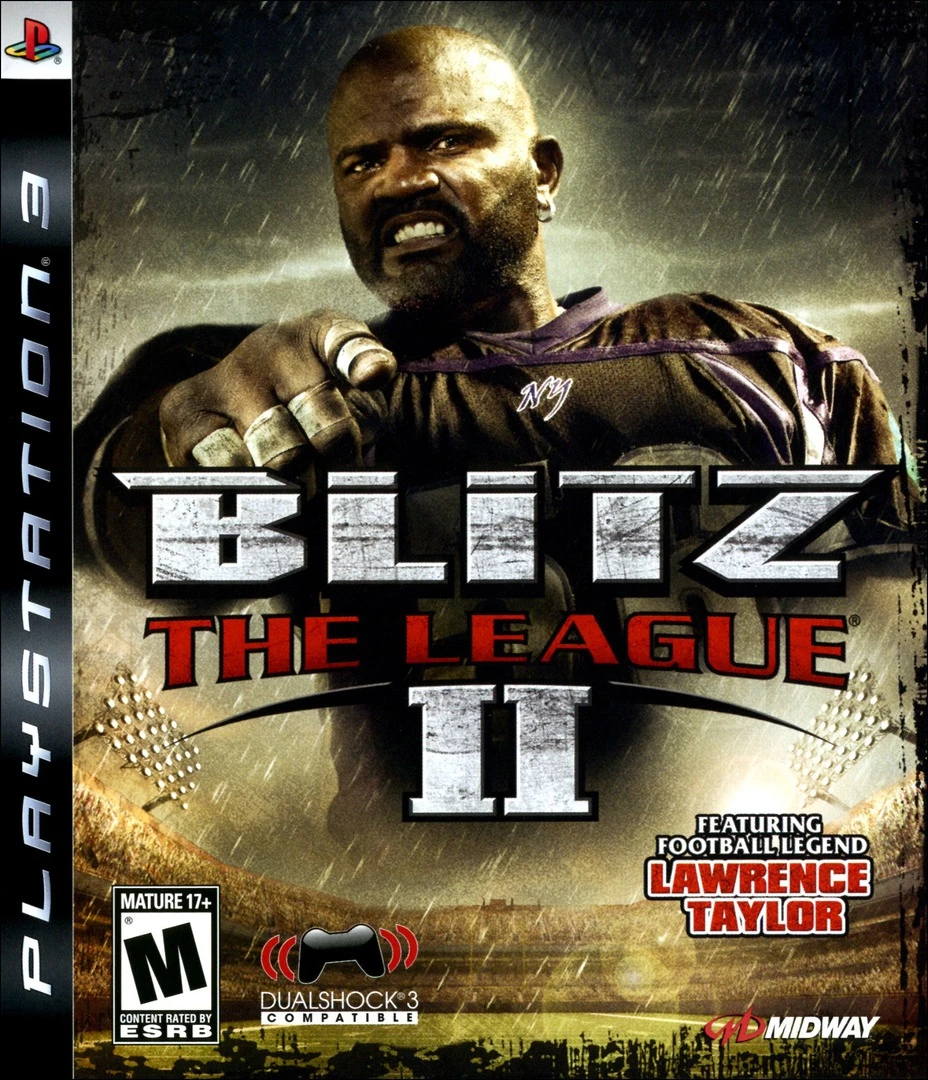 PLAYSTATION®3
NY
BLITZ
THE LEAGUE®
II
FEATURING
FOOTBALL LEGEND
LAWRENCE
TAYLOR
MATURE 17+
®
M
CONTENT RATED BY
ESRB
DUALSHOCK®3
COMPATIBLE
MIDWAY